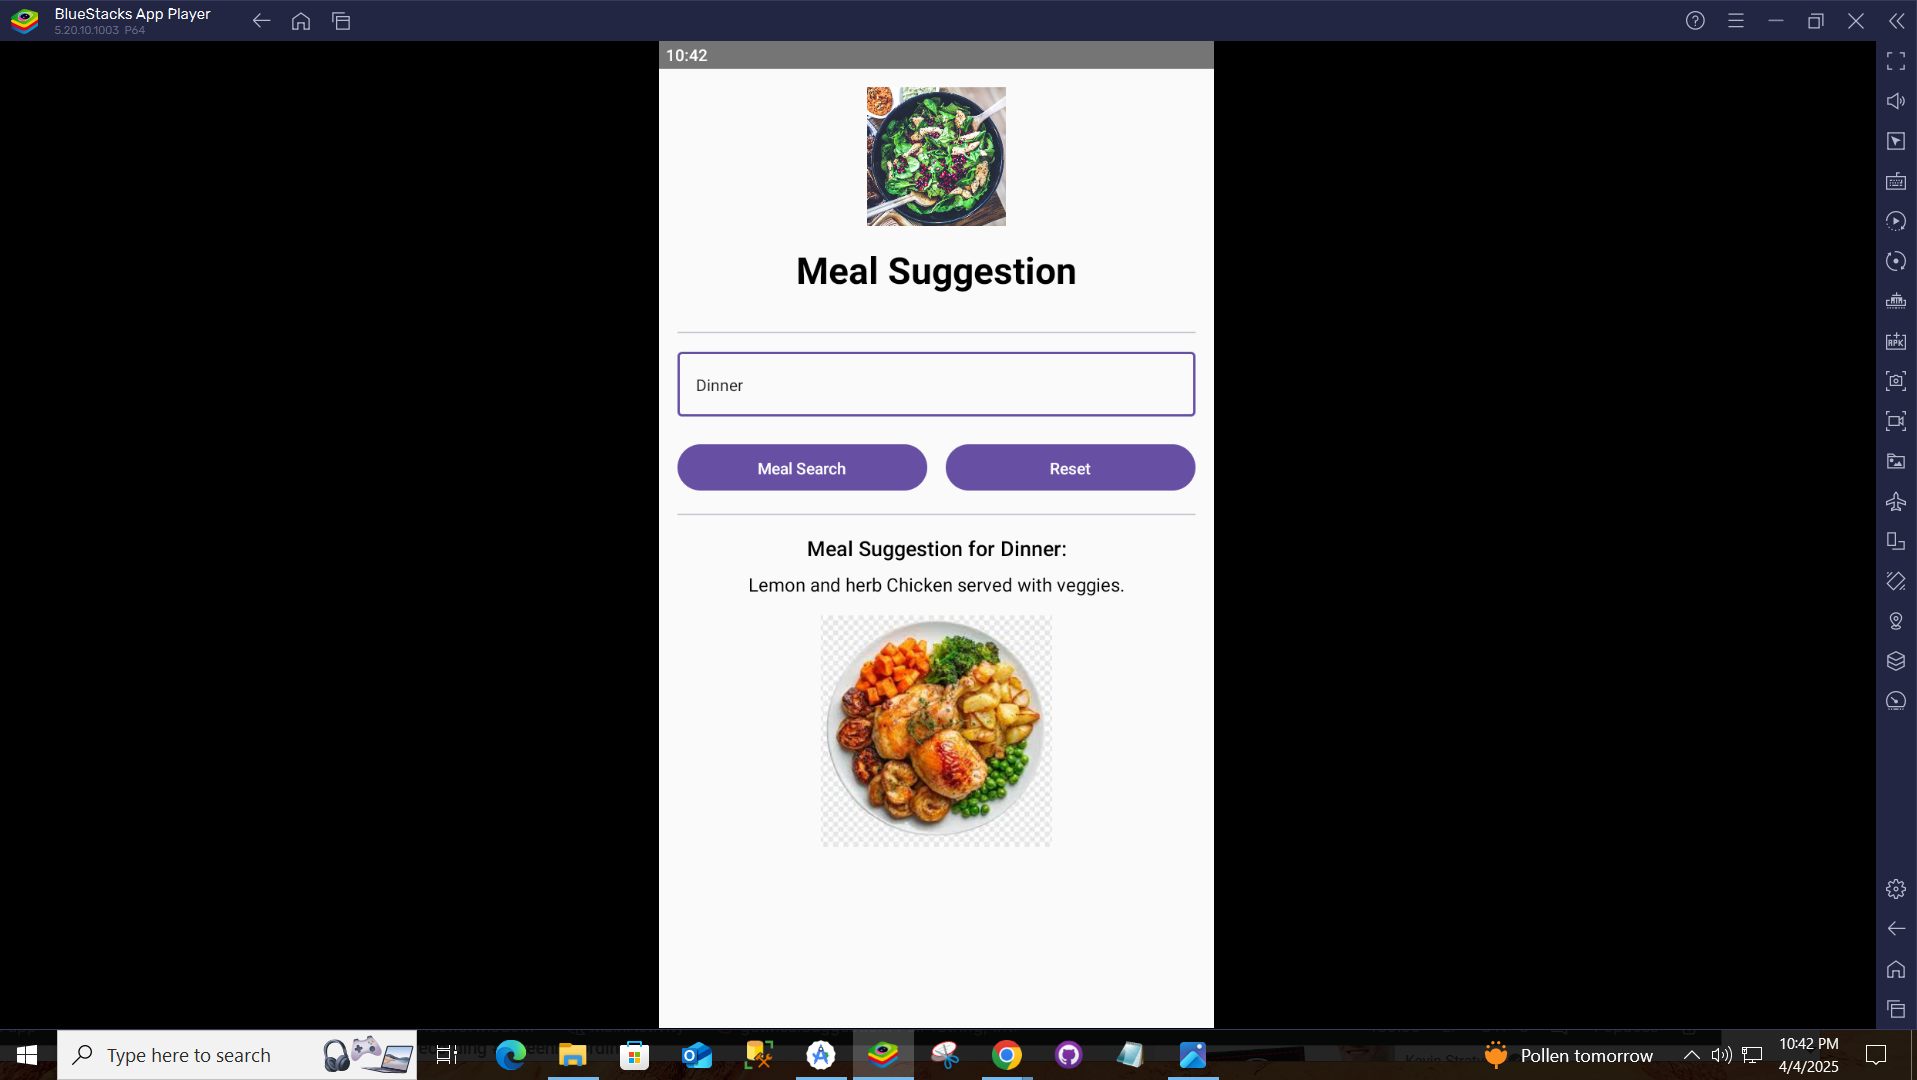 BlueStacks App Player
5.20.10.1003 P64
10:42
Meal Suggestion
Dinner
Meal Search
Reset
Meal Suggestion for Dinner:
Lemon and herb Chicken served with veggies.
APK
Type here to search
Pollen tomorrow
10:42 PM
4/4/2025